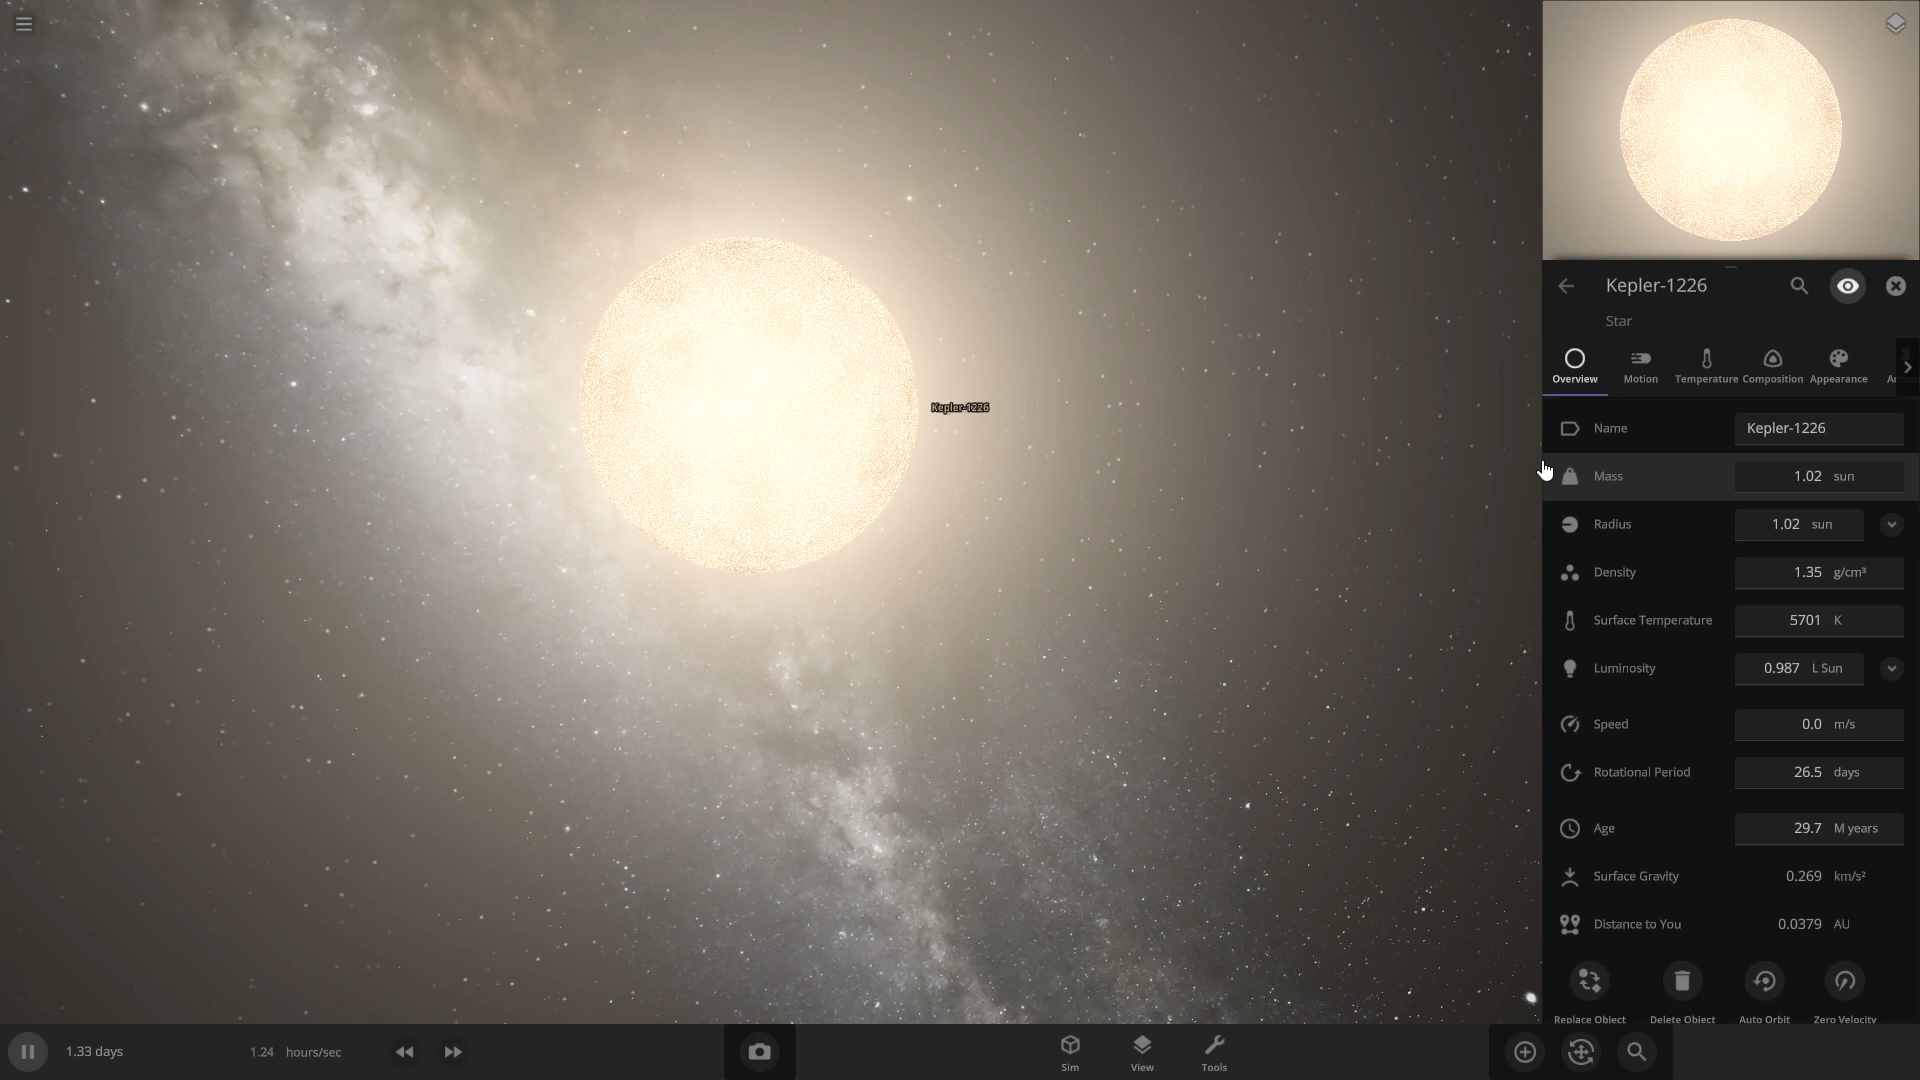 Kepler-1226
Kepler-1226
Star
Overview Motion Temperature Composition Appearance
Name Kepler-1226
Mass 1.02 sun
Radius 1.02 sun
Density 1.35 g/cm³
Surface Temperature 5701 K
Luminosity 0.987 L Sun
Speed 0.0 m/s
Rotational Period 26.5 days
Age 29.7 M years
Surface Gravity 0.269 km/s²
Distance to You 0.0379 AU
Replace Object Delete Object Auto Orbit Zero Velocity
1.33 days 1.24 hours/sec
Sim View Tools